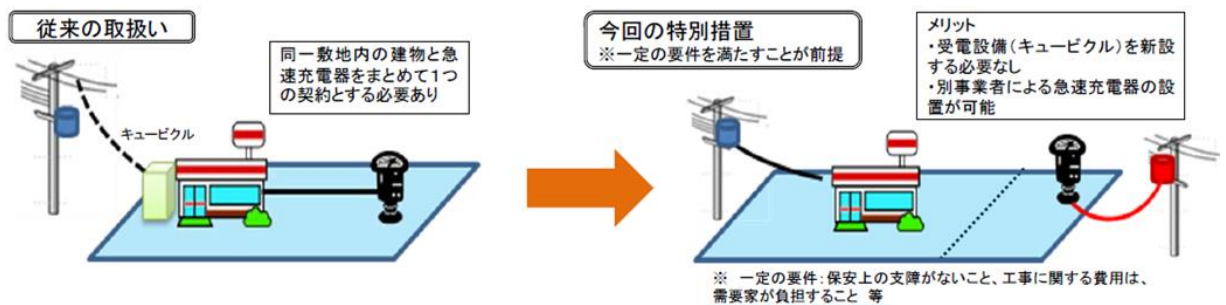 従来の取扱い
同一敷地内の建物と急
速充電器をまとめて1つ
の契約とする必要あり
キュービクル
今回の特別措置
※一定の要件を満たすことが前提
メリット
・受電設備(キュービクル)を新設
する必要なし
・別事業者による急速充電器の設
置が可能
※ 一定の要件:保安上の支障がないこと、工事に関する費用は、
需要家が負担すること 等